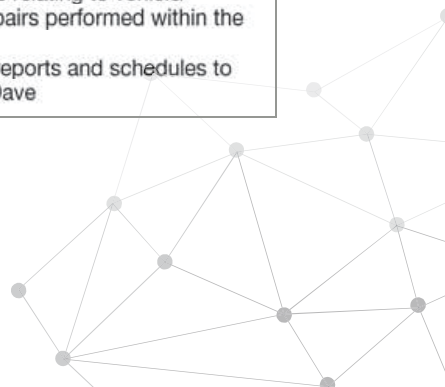 relating to vehicle
pairs performed within the
reports and schedules to
Dave